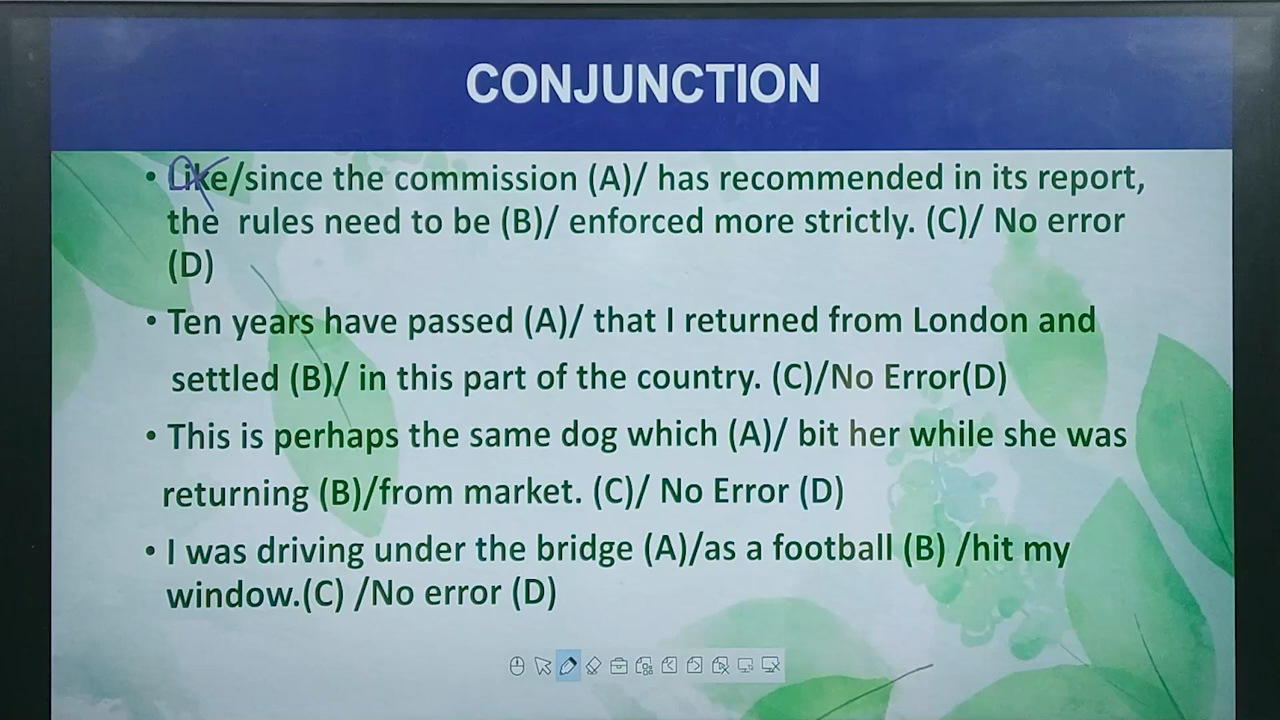 CONJUNCTION
• Like/since the commission (A)/ has recommended in its report,
the rules need to be (B)/ enforced more strictly. (C)/ No error
(D)
• Ten years have passed (A)/ that I returned from London and
settled (B)/ in this part of the country. (C)/No Error(D)
• This is perhaps the same dog which (A)/ bit her while she was
returning (B)/from market. (C)/ No Error (D)
• I was driving under the bridge (A)/as a football (B) /hit my
window.(C) /No error (D)